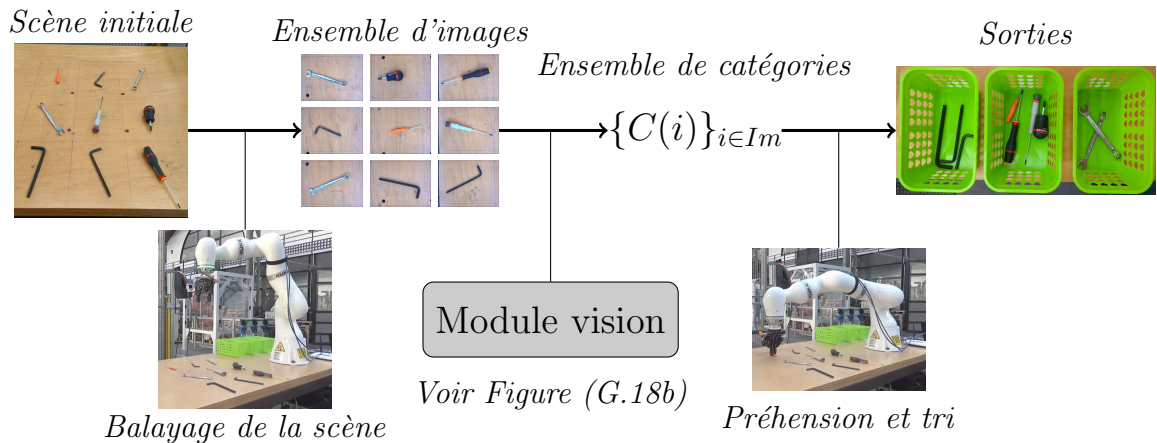 Scène initiale
Ensemble d'images
Ensemble de catégories
Sorties
{C(i)}_{i∈Im}
Module vision
Voir Figure (G.18b)
Balayage de la scène
Préhension et tri